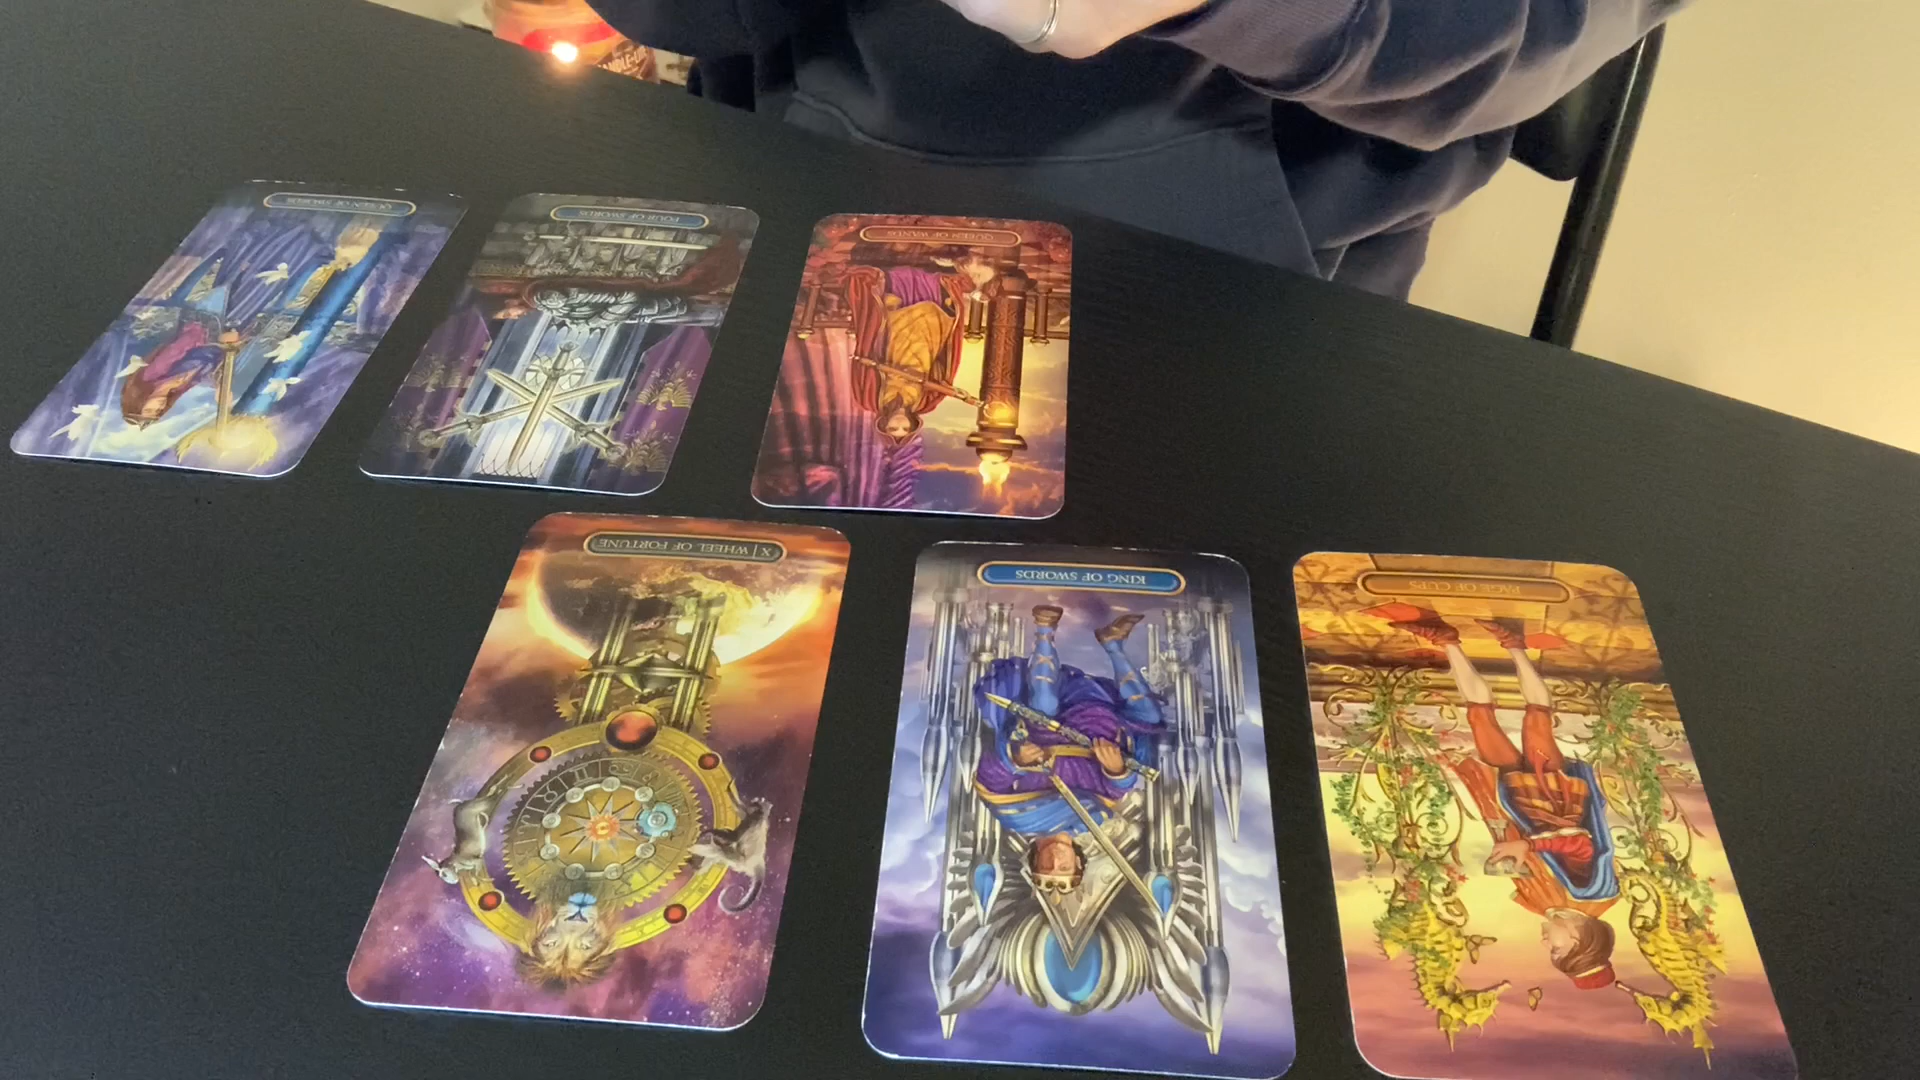 QUEEN OF SWORDS
FOUR OF SWORDS
QUEEN OF WANDS
X | WHEEL OF FORTUNE
KING OF SWORDS
PAGE OF CUPS